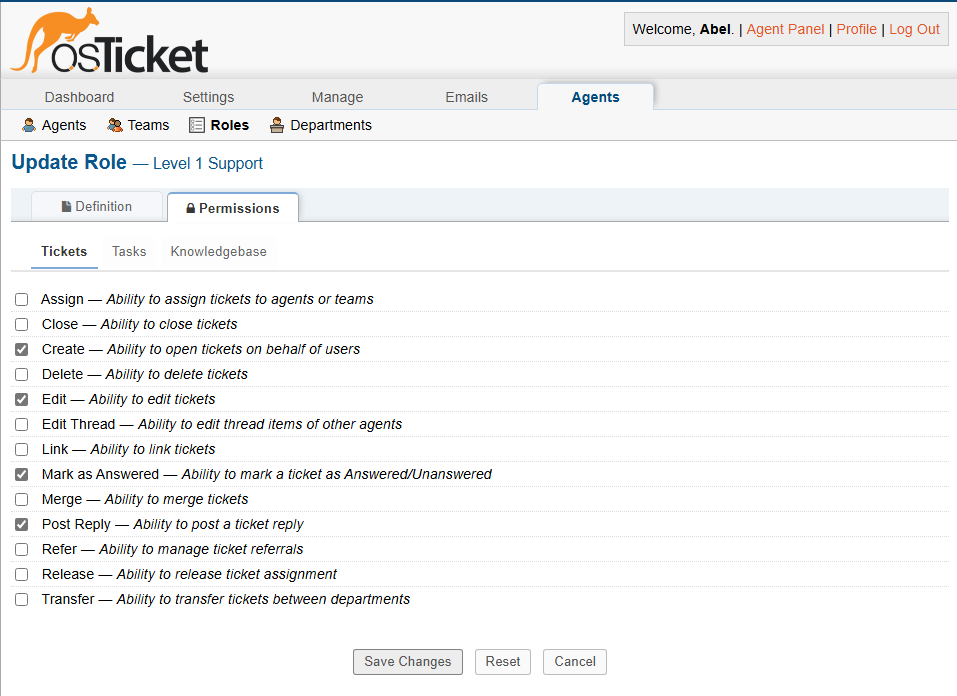 osTicket
Welcome, Abel. | Agent Panel | Profile | Log Out
Dashboard Settings Manage Emails Agents
Agents Teams Roles Departments
Update Role — Level 1 Support
Definition Permissions
Tickets Tasks Knowledgebase
Assign — Ability to assign tickets to agents or teams
Close — Ability to close tickets
Create — Ability to open tickets on behalf of users
Delete — Ability to delete tickets
Edit — Ability to edit tickets
Edit Thread — Ability to edit thread items of other agents
Link — Ability to link tickets
Mark as Answered — Ability to mark a ticket as Answered/Unanswered
Merge — Ability to merge tickets
Post Reply — Ability to post a ticket reply
Refer — Ability to manage ticket referrals
Release — Ability to release ticket assignment
Transfer — Ability to transfer tickets between departments
Save Changes Reset Cancel